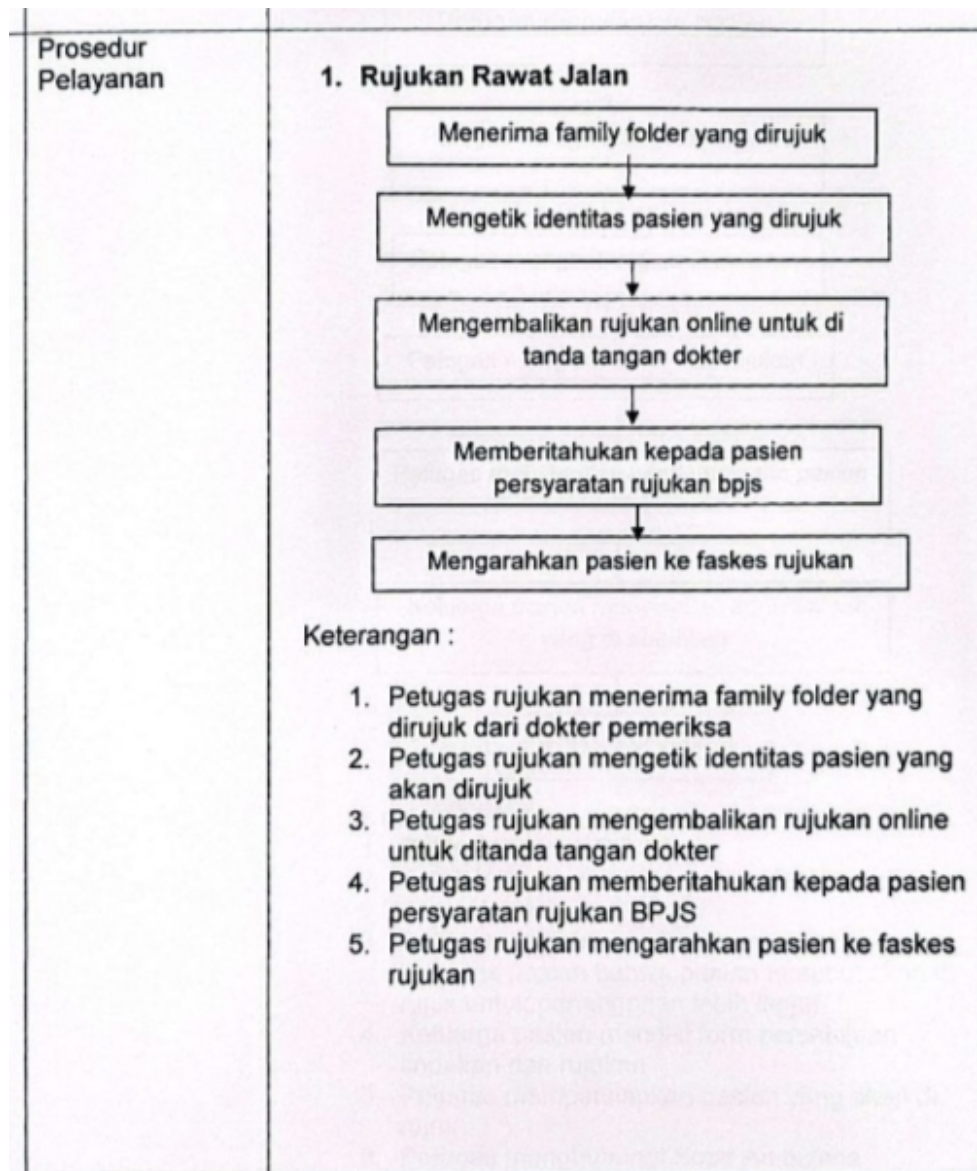 Prosedur
Pelayanan
1. Rujukan Rawat Jalan
Menerima family folder yang dirujuk
Mengetik identitas pasien yang dirujuk
Mengembalikan rujukan online untuk di
tanda tangan dokter
Memberitahukan kepada pasien
persyaratan rujukan bpjs
Mengarahkan pasien ke faskes rujukan
Keterangan :
1. Petugas rujukan menerima family folder yang
dirujuk dari dokter pemeriksa
2. Petugas rujukan mengetik identitas pasien yang
akan dirujuk
3. Petugas rujukan mengembalikan rujukan online
untuk ditanda tangan dokter
4. Petugas rujukan memberitahukan kepada pasien
persyaratan rujukan BPJS
5. Petugas rujukan mengarahkan pasien ke faskes
rujukan